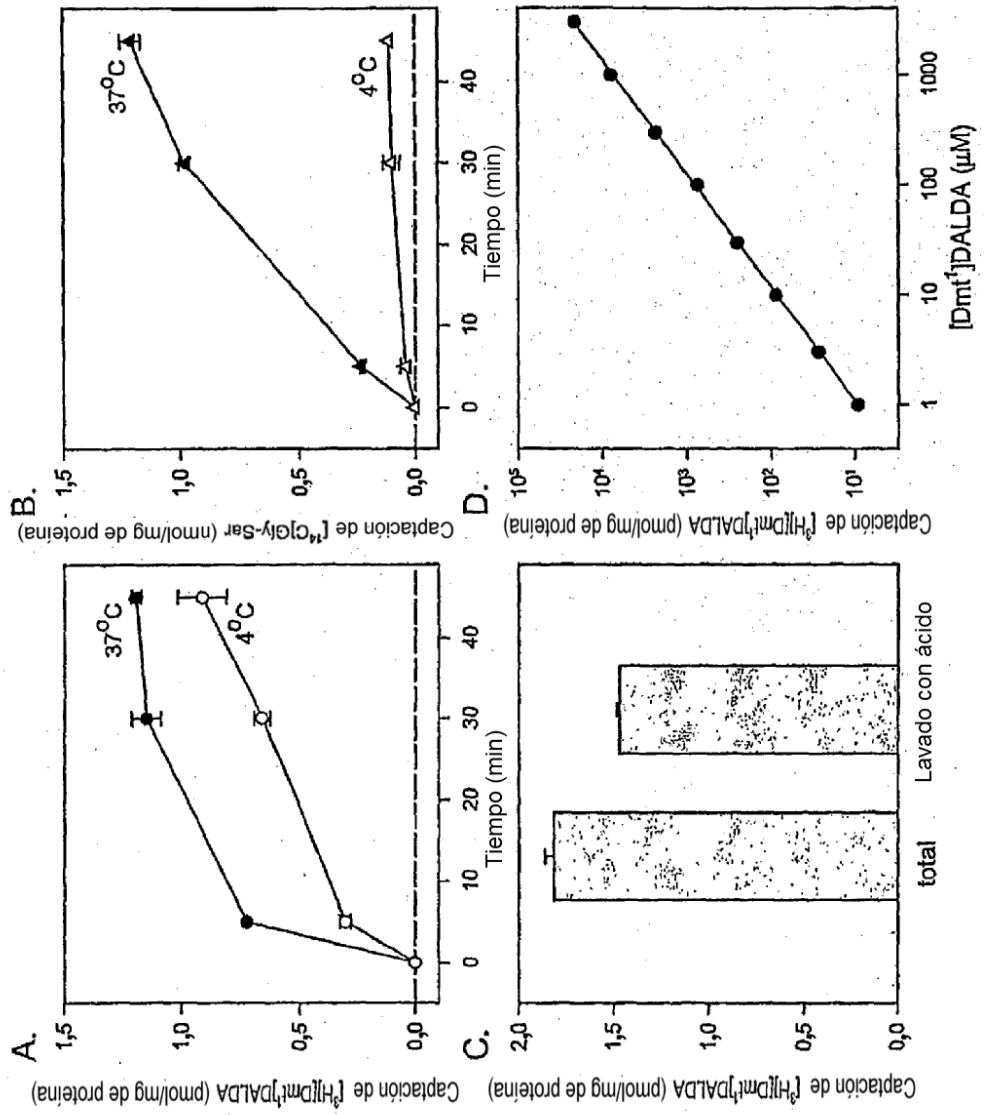 A.
Captación de [³H][Dmt¹]DALDA (pmol/mg de proteína)
1,5
1,0
0,5
0,0
37°C
4°C
0
10
20
30
40
Tiempo (min)
B.
Captación de [¹⁴C]Gly-Sar (nmol/mg de proteína)
1,5
1,0
0,5
0,0
37°C
4°C
0
10
20
30
40
Tiempo (min)
C.
Captación de [³H][Dmt¹]DALDA (pmol/mg de proteína)
2,0
1,5
1,0
0,5
0,0
total
Lavado con ácido
D.
Captación de [³H][Dmt¹]DALDA (pmol/mg de proteína)
10⁵
10⁴
10³
10²
10¹
1
10
100
1000
[Dmt¹]DALDA (µM)